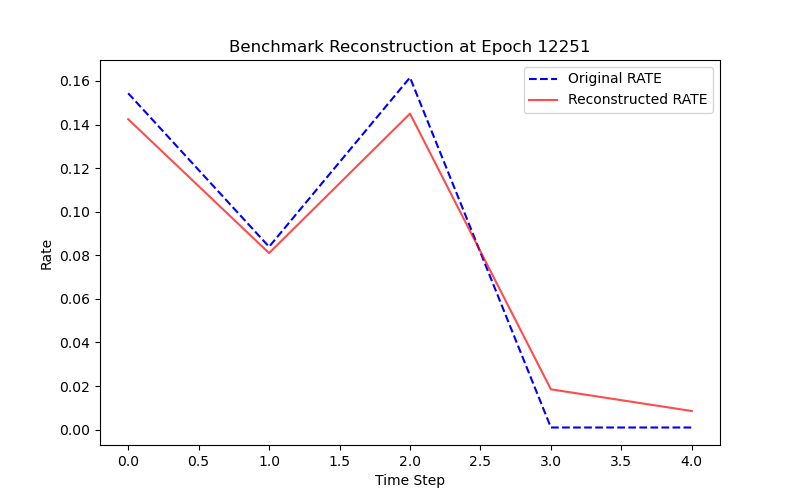 Benchmark Reconstruction at Epoch 12251
Original RATE
Reconstructed RATE
0.16
0.14
0.12
0.10
0.08
0.06
0.04
0.02
0.00
Rate
0.0 0.5 1.0 1.5 2.0 2.5 3.0 3.5 4.0
Time Step